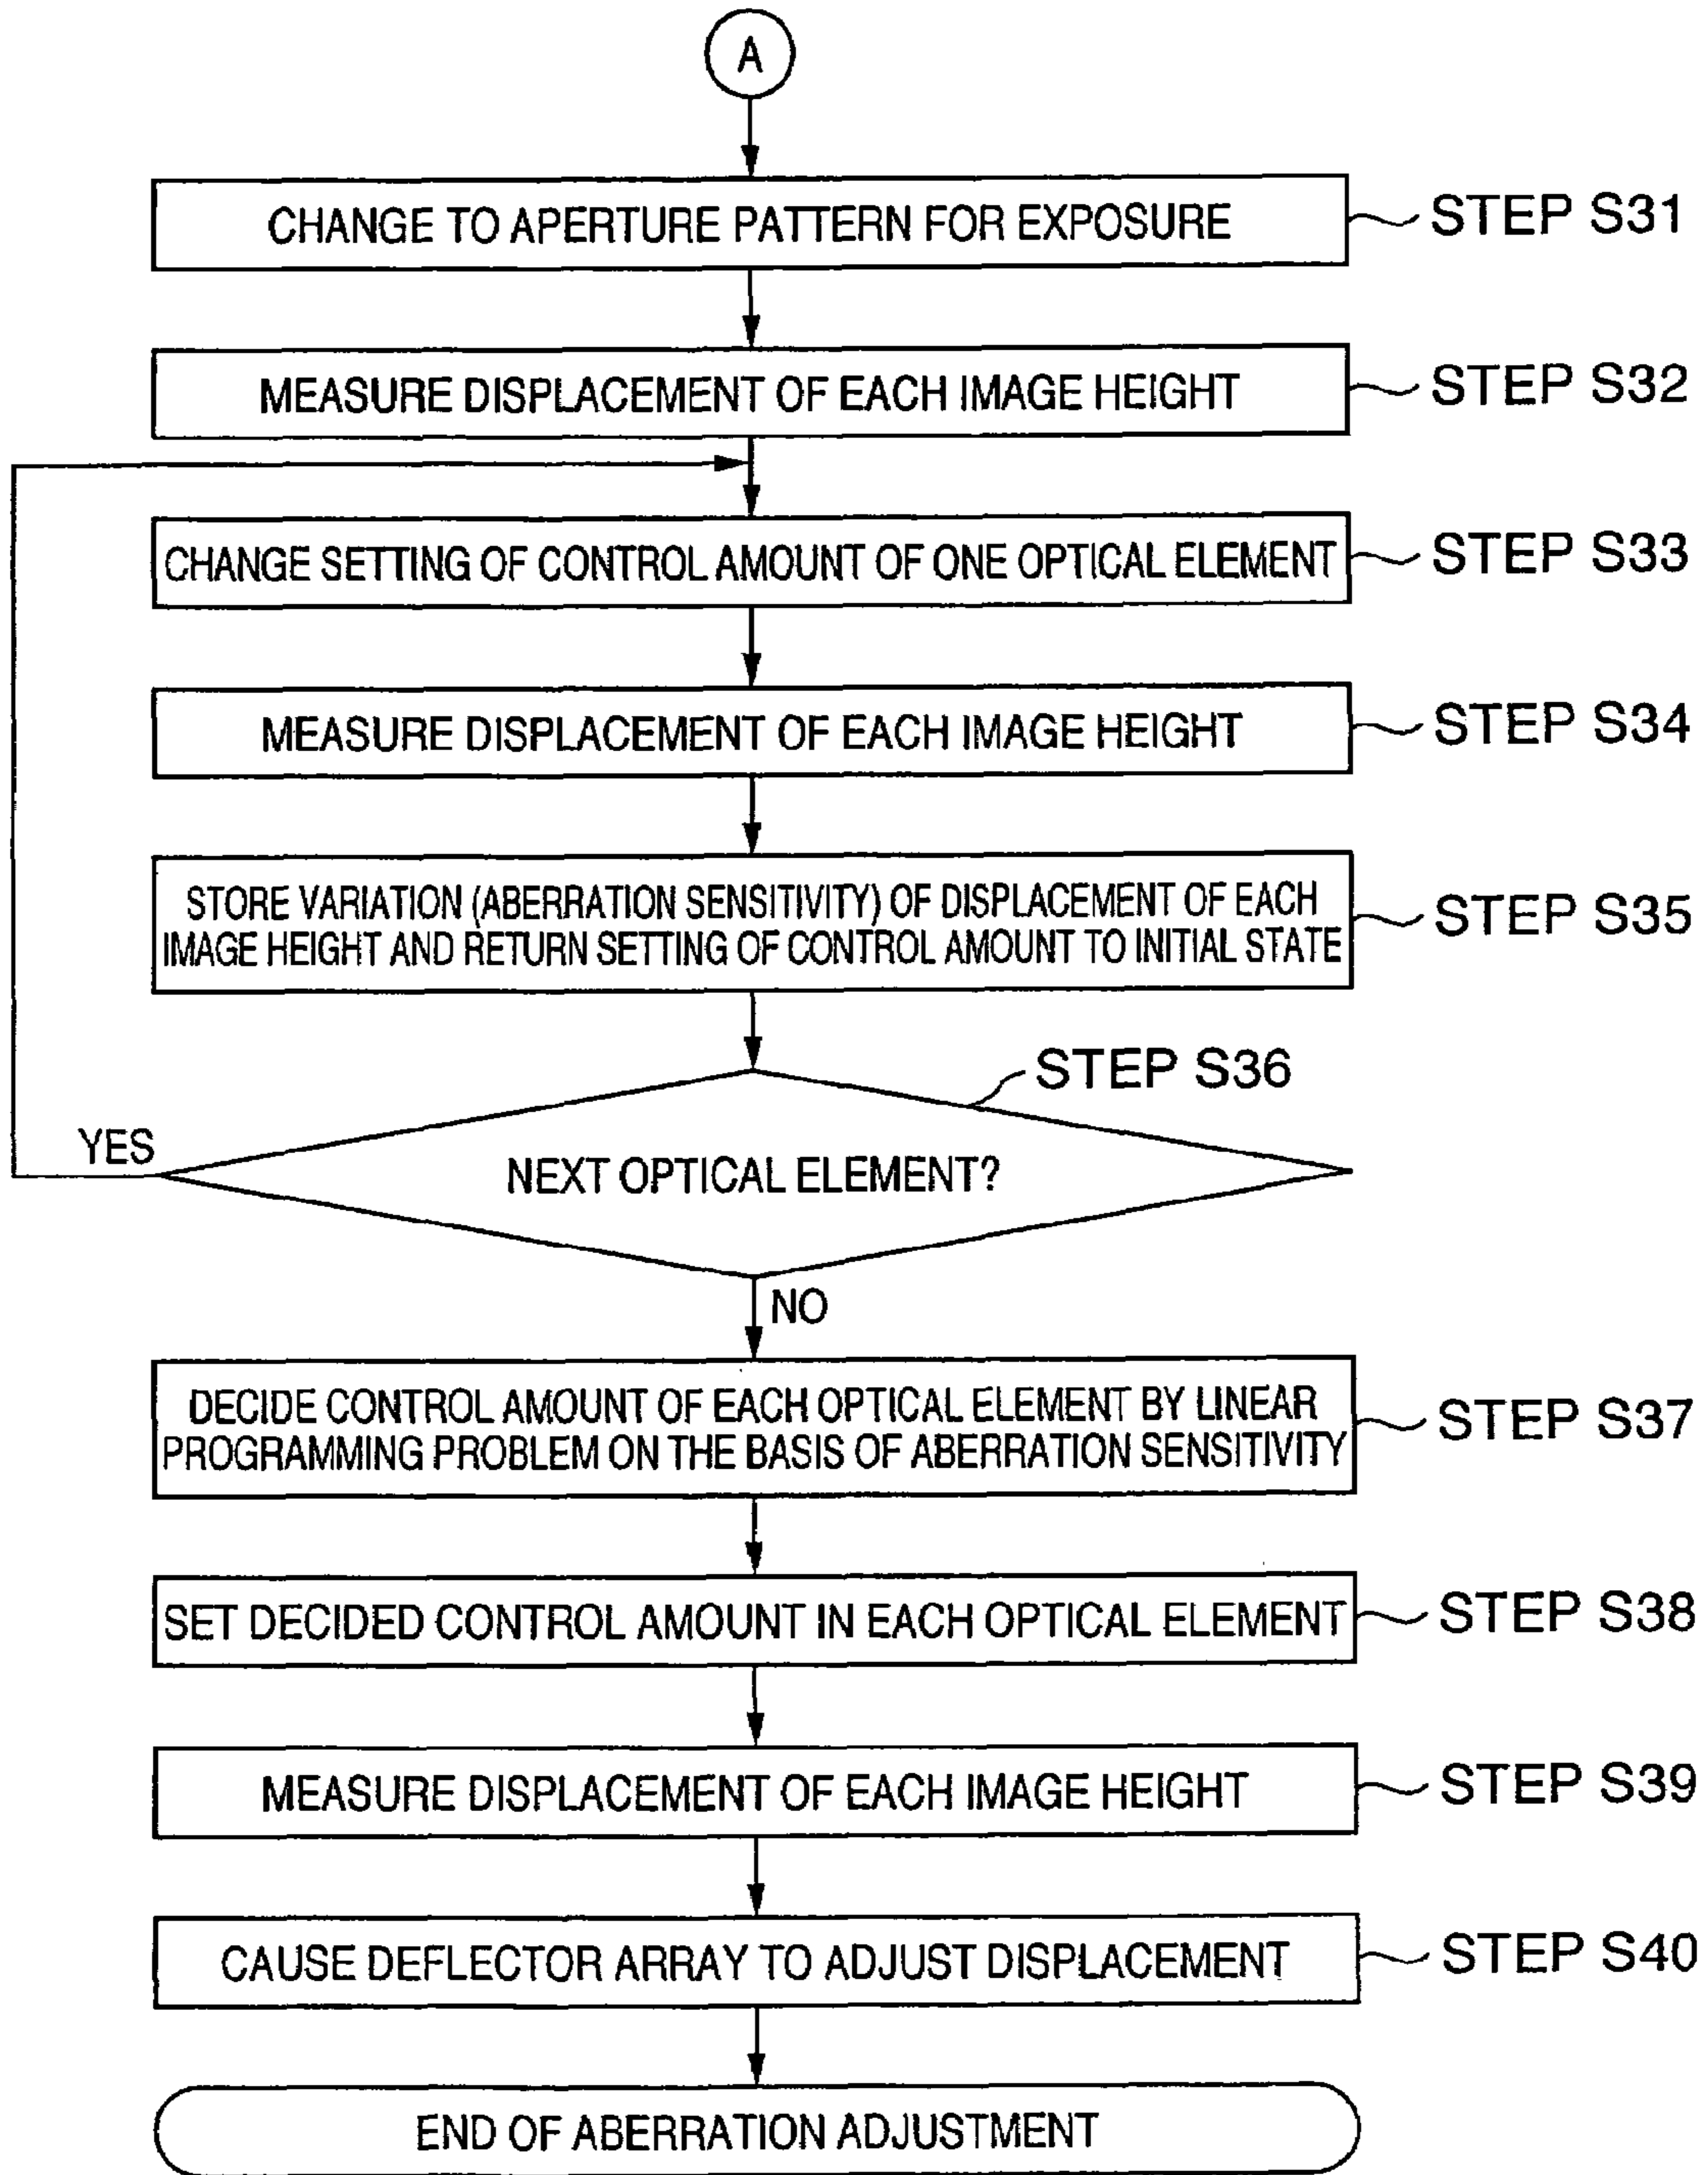 A
CHANGE TO APERTURE PATTERN FOR EXPOSURE
STEP S31
MEASURE DISPLACEMENT OF EACH IMAGE HEIGHT
STEP S32
CHANGE SETTING OF CONTROL AMOUNT OF ONE OPTICAL ELEMENT
STEP S33
MEASURE DISPLACEMENT OF EACH IMAGE HEIGHT
STEP S34
STORE VARIATION (ABERRATION SENSITIVITY) OF DISPLACEMENT OF EACH
IMAGE HEIGHT AND RETURN SETTING OF CONTROL AMOUNT TO INITIAL STATE
STEP S35
STEP S36
YES
NEXT OPTICAL ELEMENT?
NO
DECIDE CONTROL AMOUNT OF EACH OPTICAL ELEMENT BY LINEAR
PROGRAMMING PROBLEM ON THE BASIS OF ABERRATION SENSITIVITY
STEP S37
SET DECIDED CONTROL AMOUNT IN EACH OPTICAL ELEMENT
STEP S38
MEASURE DISPLACEMENT OF EACH IMAGE HEIGHT
STEP S39
CAUSE DEFLECTOR ARRAY TO ADJUST DISPLACEMENT
STEP S40
END OF ABERRATION ADJUSTMENT